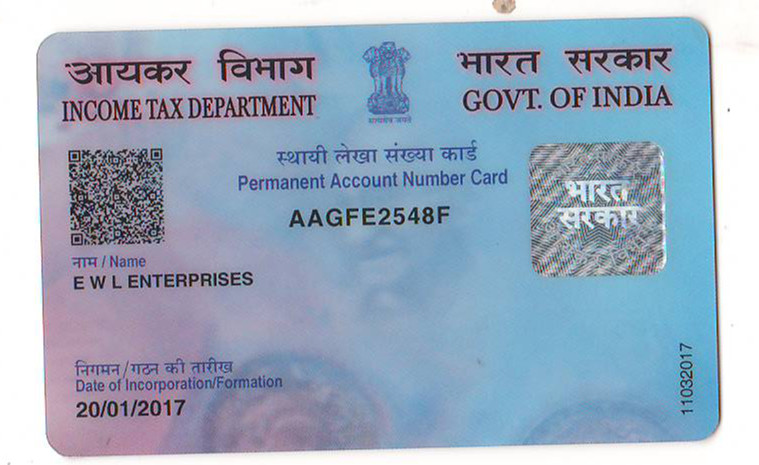 आयकर विभाग
INCOME TAX DEPARTMENT
भारत सरकार
GOVT. OF INDIA
सत्यमेव जयते
स्थायी लेखा संख्या कार्ड
Permanent Account Number Card
AAGFE2548F
भारत
सरकार
नाम / Name
E W L ENTERPRISES
निगमन/गठन की तारीख
Date of Incorporation/Formation
20/01/2017
11032017